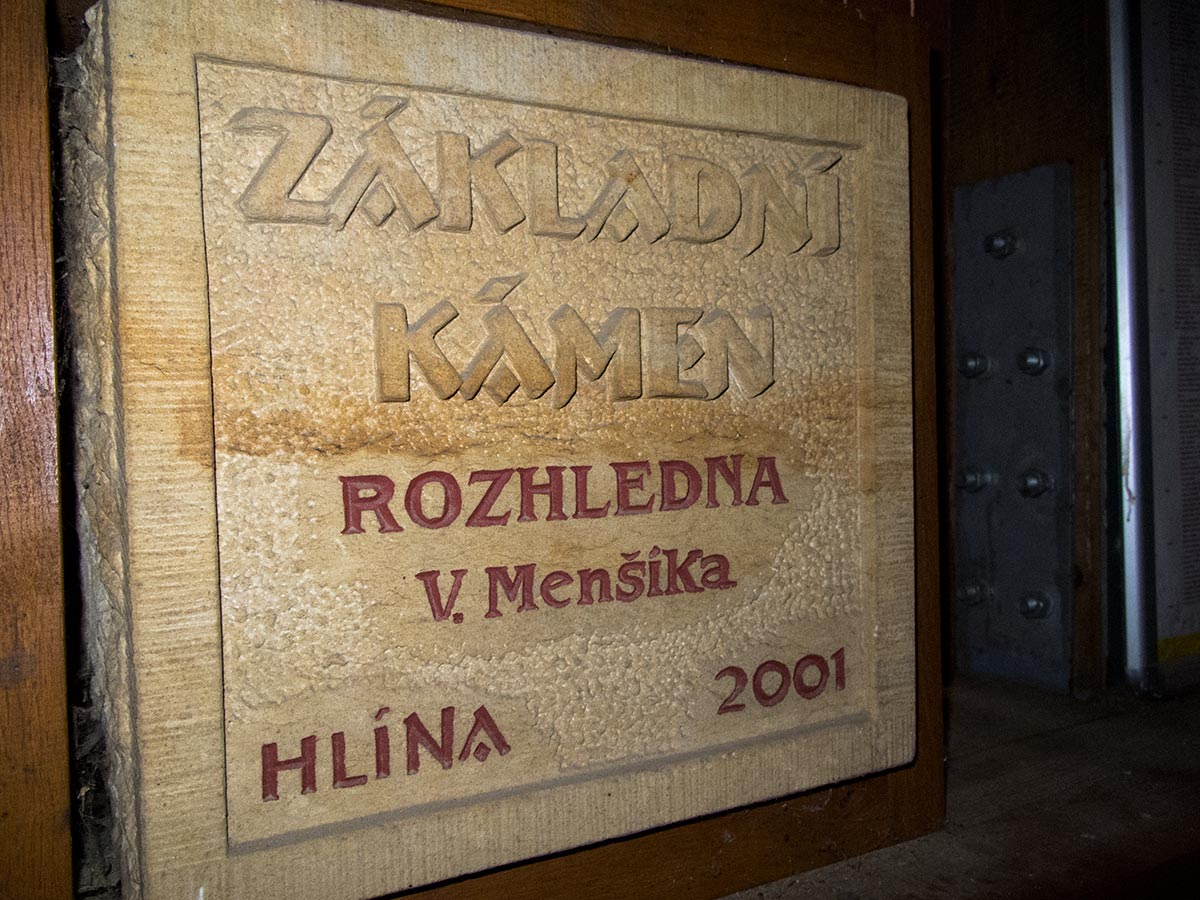 ZÁKLADNÍ
KÁMEN
ROZHLEDNA
V. Menšíka
HLÍNA
2001